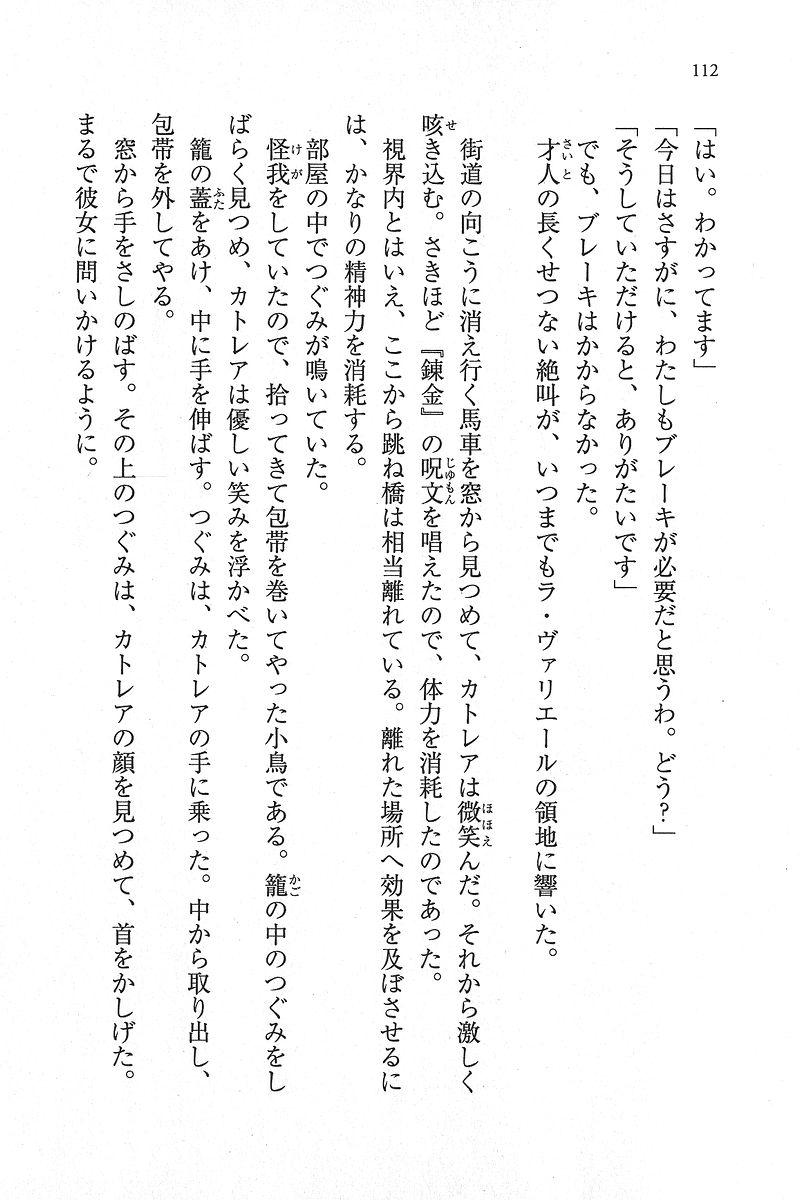 112
「はい。わかってます」
「今日はさすがに、わたしもブレーキが必要だと思うわ。どう?」
「そうしていただけると、ありがたいです」
でも、ブレーキはかからなかった。
才人の長くせつない絶叫が、いつまでもラ・ヴァリエールの領地に響いた。
街道の向こうに消え行く馬車を窓から見つめて、カトレアは微笑んだ。それから激しく
咳き込む。さきほど『錬金』の呪文を唱えたので、体力を消耗したのであった。
視界内とはいえ、ここから跳ね橋は相当離れている。離れた場所へ効果を及ぼさせるに
は、かなりの精神力を消耗する。
部屋の中でつぐみが鳴いていた。
怪我をしていたので、拾ってきて包帯を巻いてやった小鳥である。籠の中のつぐみをし
ばらく見つめ、カトレアは優しい笑みを浮かべた。
籠の蓋をあけ、中に手を伸ばす。つぐみは、カトレアの手に乗った。中から取り出し、
包帯を外してやる。
窓から手をさしのばす。その上のつぐみは、カトレアの顔を見つめて、首をかしげた。
まるで彼女に問いかけるように。